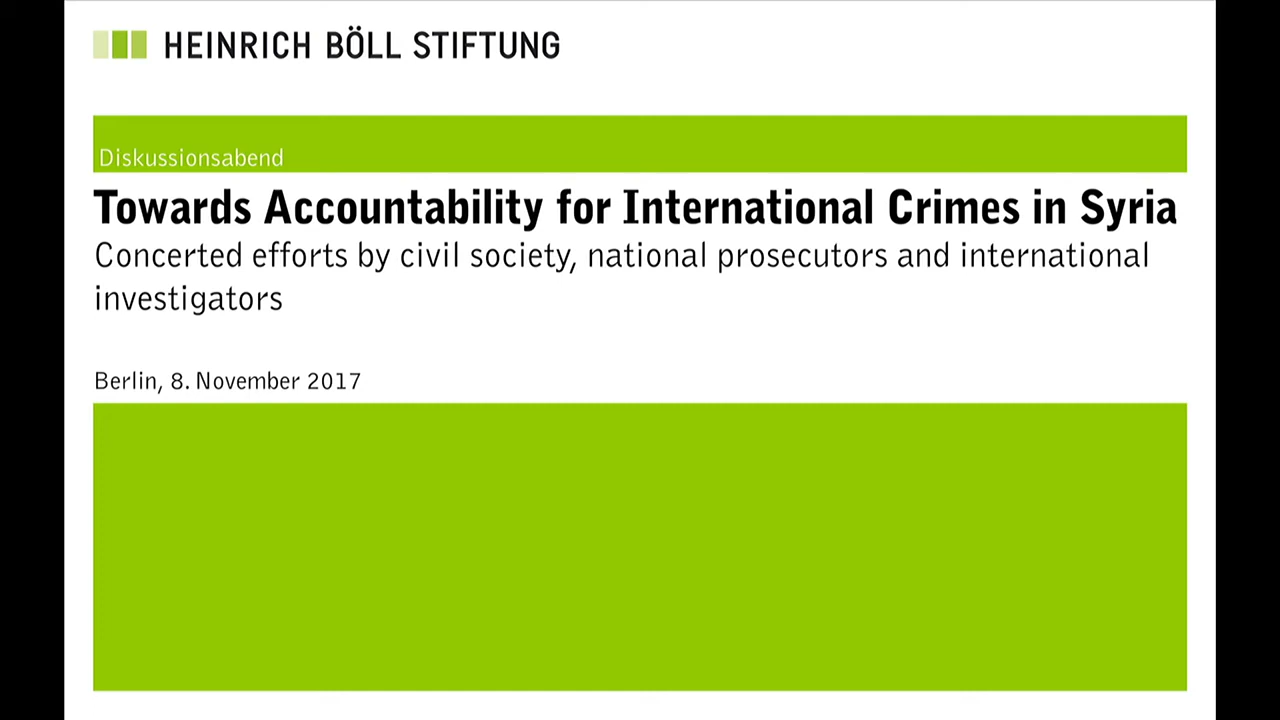 HEINRICH BÖLL STIFTUNG
Diskussionsabend
Towards Accountability for International Crimes in Syria
Concerted efforts by civil society, national prosecutors and international
investigators
Berlin, 8. November 2017